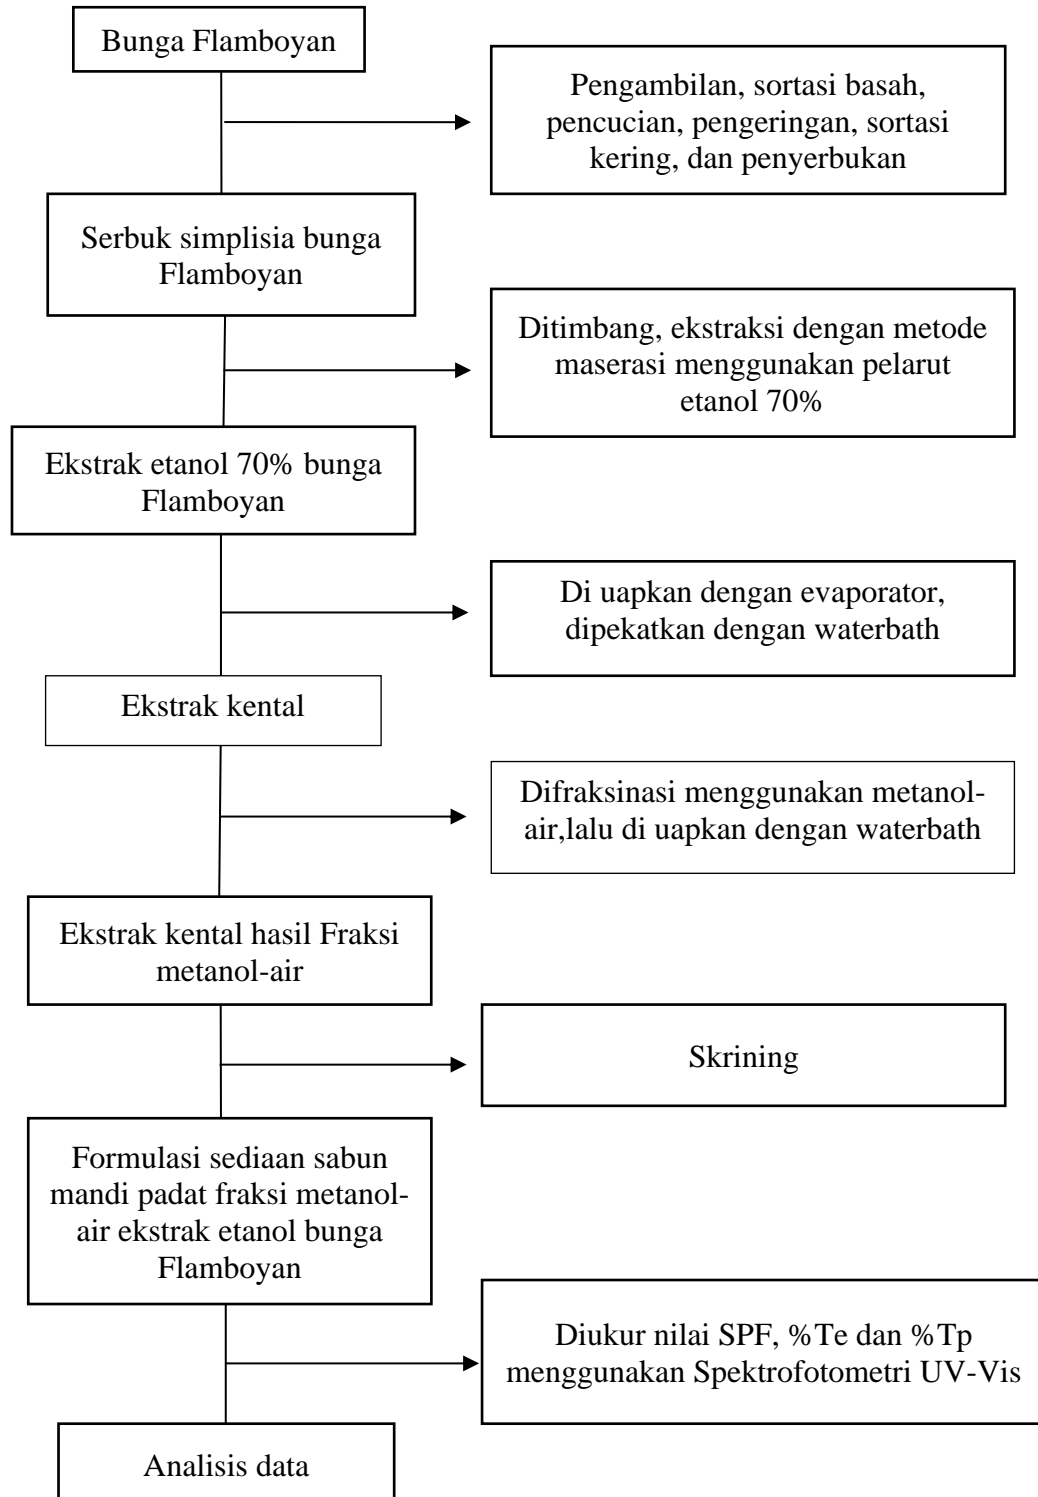 Bunga Flamboyan
Pengambilan, sortasi basah,
pencucian, pengeringan, sortasi
kering, dan penyerbukan
Serbuk simplisia bunga
Flamboyan
Ditimbang, ekstraksi dengan metode
maserasi menggunakan pelarut
etanol 70%
Ekstrak etanol 70% bunga
Flamboyan
Di uapkan dengan evaporator,
dipekatkan dengan waterbath
Ekstrak kental
Difraksinasi menggunakan metanol-
air,lalu di uapkan dengan waterbath
Ekstrak kental hasil Fraksi
metanol-air
Skrining
Formulasi sediaan sabun
mandi padat fraksi metanol-
air ekstrak etanol bunga
Flamboyan
Diukur nilai SPF, %Te dan %Tp
menggunakan Spektrofotometri UV-Vis
Analisis data